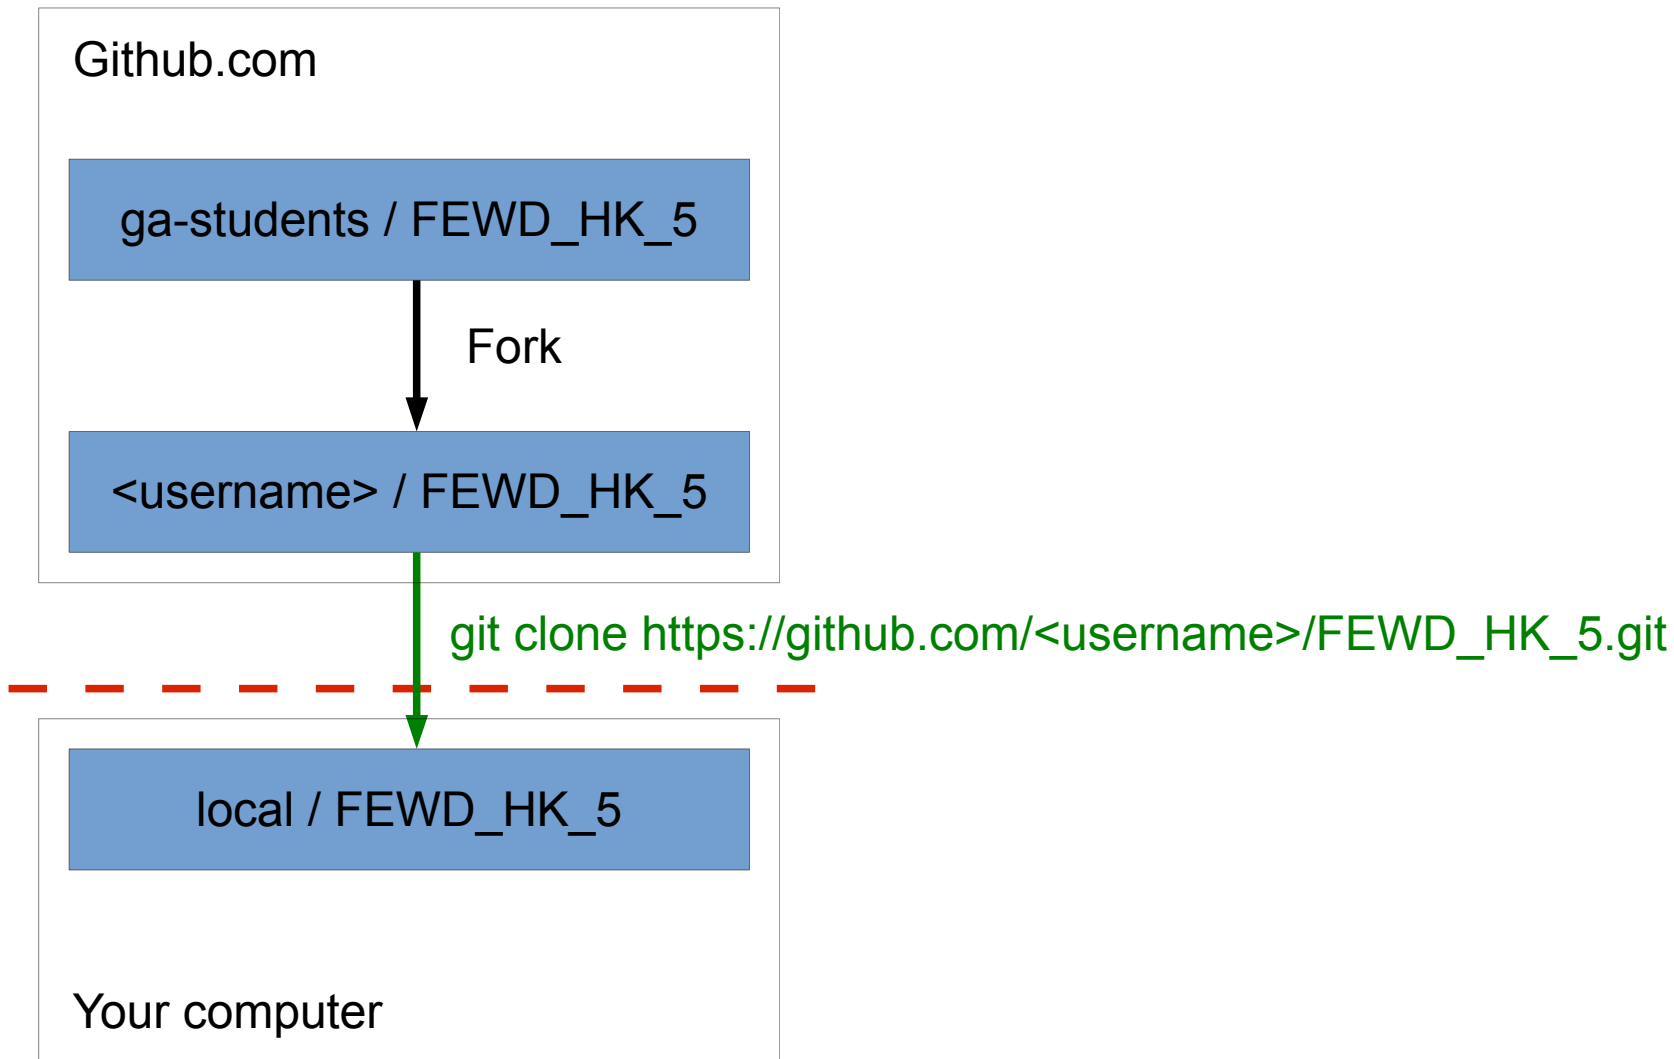 Github.com
ga-students / FEWD_HK_5
Fork
<username> / FEWD_HK_5
git clone https://github.com/<username>/FEWD_HK_5.git
local / FEWD_HK_5
Your computer